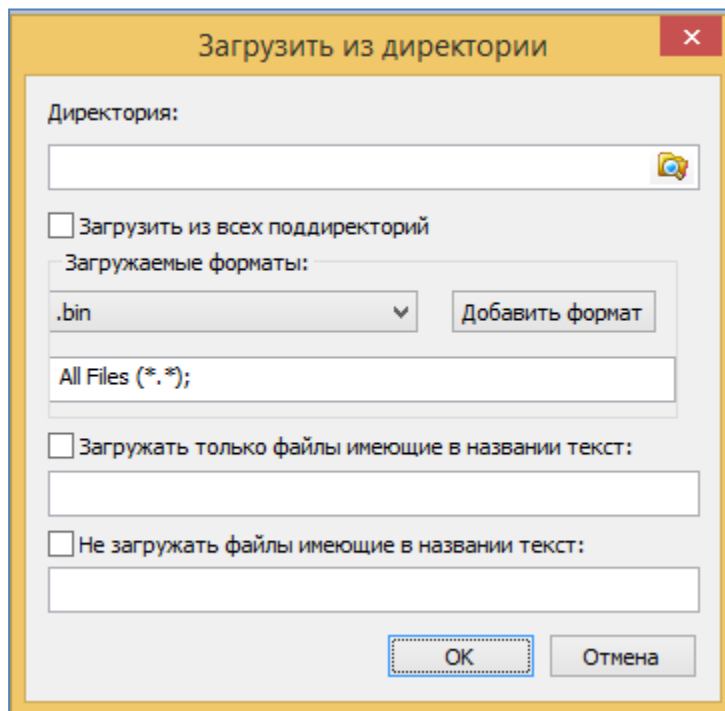 Загрузить из директории
Директория:
Загрузить из всех поддиректорий
Загружаемые форматы:
.bin
Добавить формат
All Files (*.*);
Загружать только файлы имеющие в названии текст:
Не загружать файлы имеющие в названии текст:
OK
Отмена